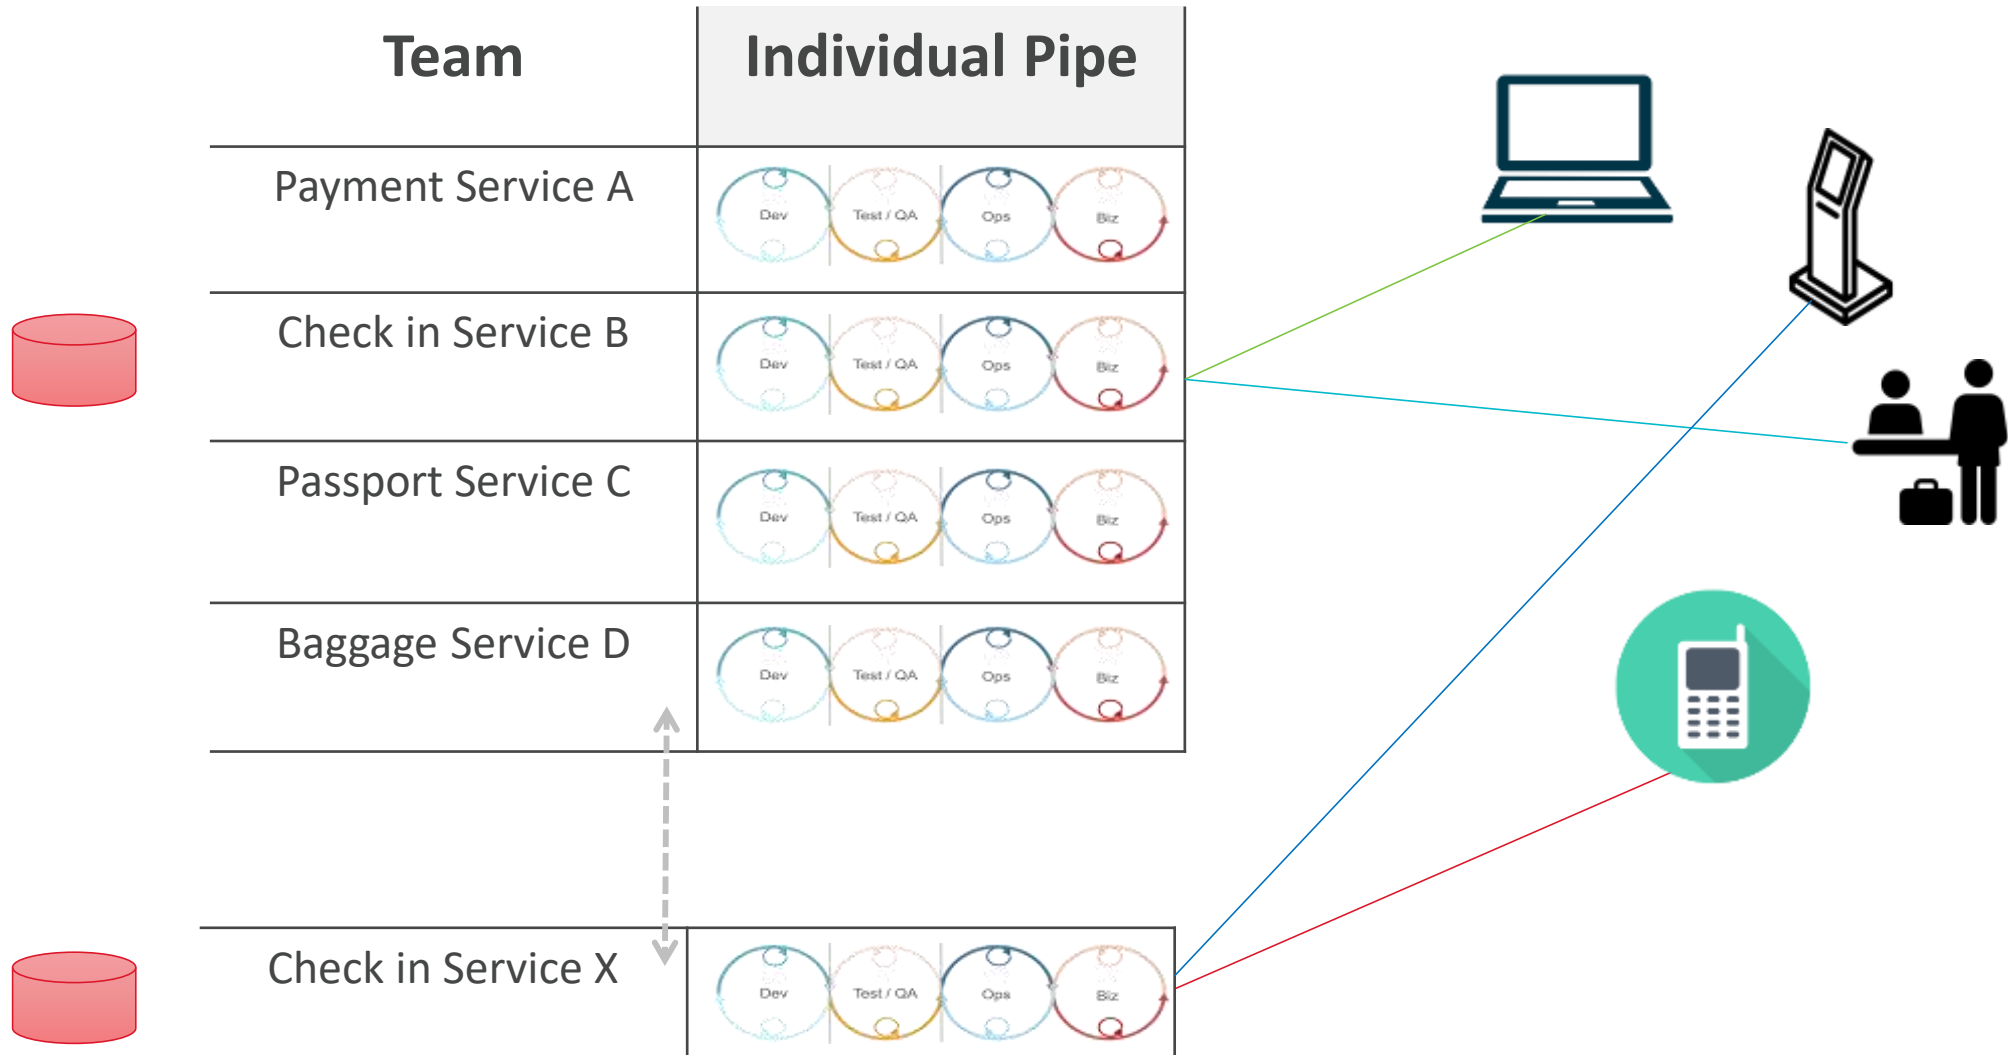 Team
Individual Pipe
Payment Service A
Dev
Test / QA
Ops
Biz
Check in Service B
Dev
Test / QA
Ops
Biz
Passport Service C
Dev
Test / QA
Ops
Biz
Baggage Service D
Dev
Test / QA
Ops
Biz
Check in Service X
Dev
Test / QA
Ops
Biz